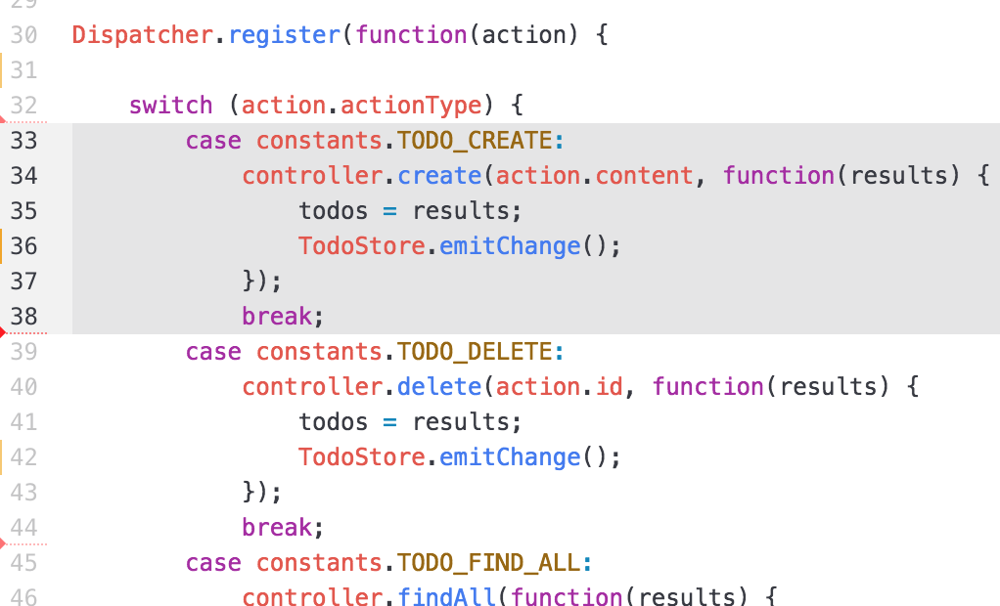 29
30 Dispatcher.register(function(action) {
31
32     switch (action.actionType) {
33         case constants.TODO_CREATE:
34             controller.create(action.content, function(results) {
35                 todos = results;
36                 TodoStore.emitChange();
37             });
38             break;
39         case constants.TODO_DELETE:
40             controller.delete(action.id, function(results) {
41                 todos = results;
42                 TodoStore.emitChange();
43             });
44             break;
45         case constants.TODO_FIND_ALL:
46             controller.findAll(function(results) {